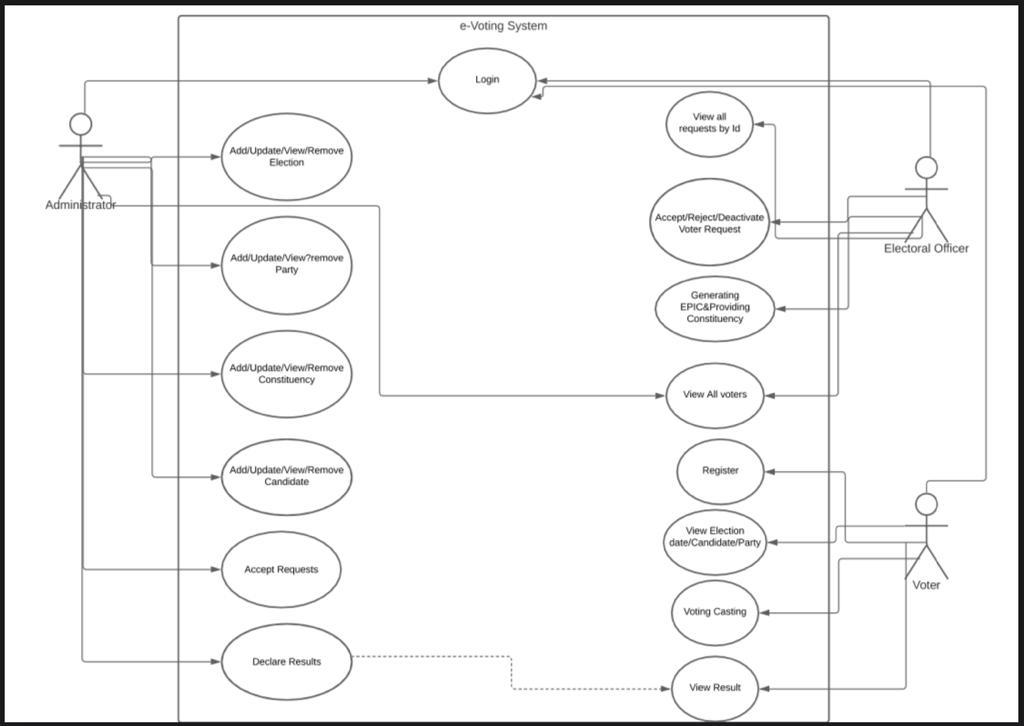 e-Voting System
Login
View all
requests by Id
Add/Update/View/Remove
Election
Administrator
Accept/Reject/Deactivate
Voter Request
Electoral Officer
Add/Update/View?remove
Party
Generating
EPIC&Providing
Constituency
Add/Update/View/Remove
Constituency
View All voters
Add/Update/View/Remove
Candidate
Register
View Election
date/Candidate/Party
Accept Requests
Voter
Voting Casting
Declare Results
View Result